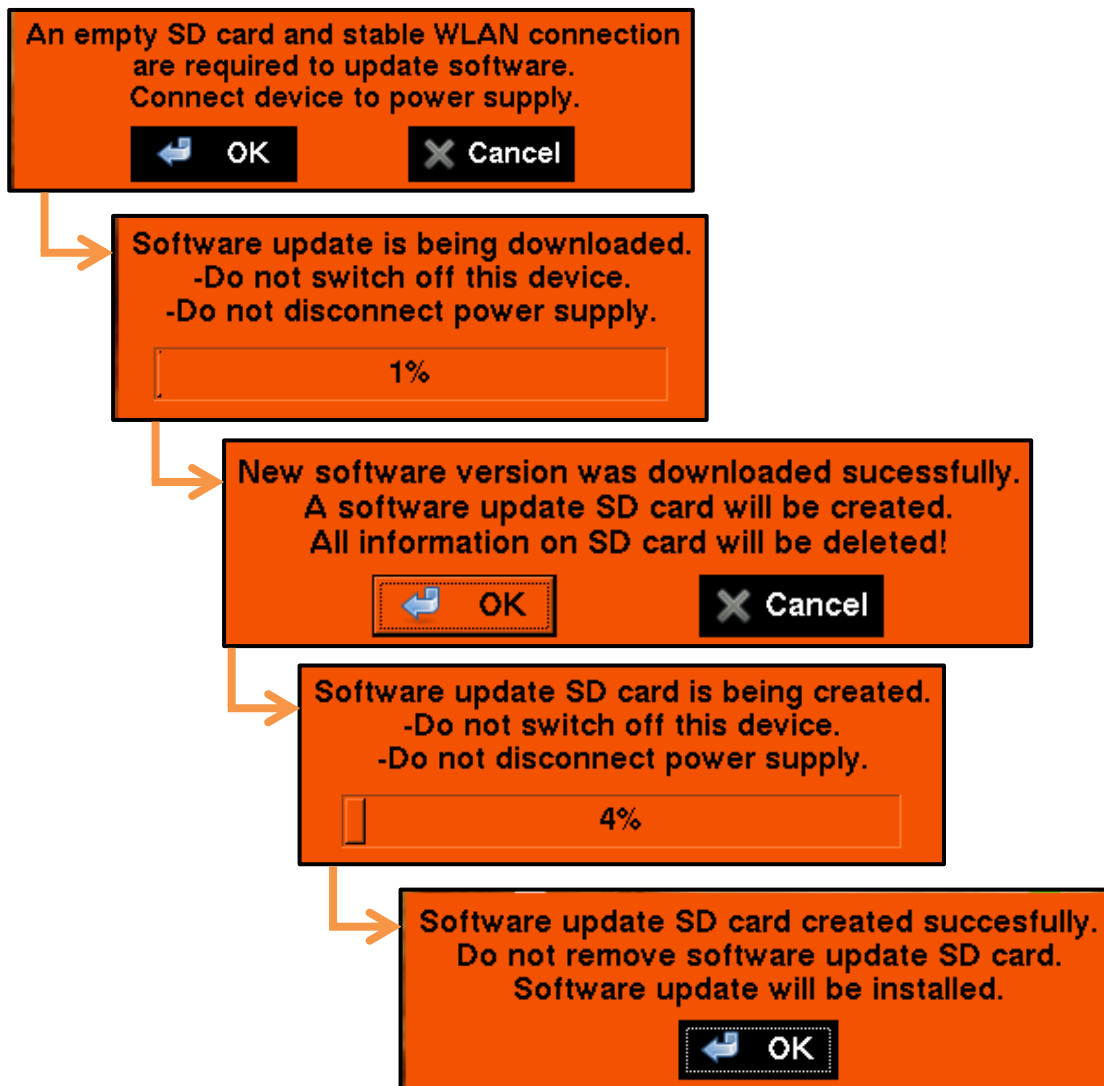 An empty SD card and stable WLAN connection
are required to update software.
Connect device to power supply.
OK
Cancel
Software update is being downloaded.
-Do not switch off this device.
-Do not disconnect power supply.
1%
New software version was downloaded sucessfully.
A software update SD card will be created.
All information on SD card will be deleted!
OK
Cancel
Software update SD card is being created.
-Do not switch off this device.
-Do not disconnect power supply.
4%
Software update SD card created succesfully.
Do not remove software update SD card.
Software update will be installed.
OK